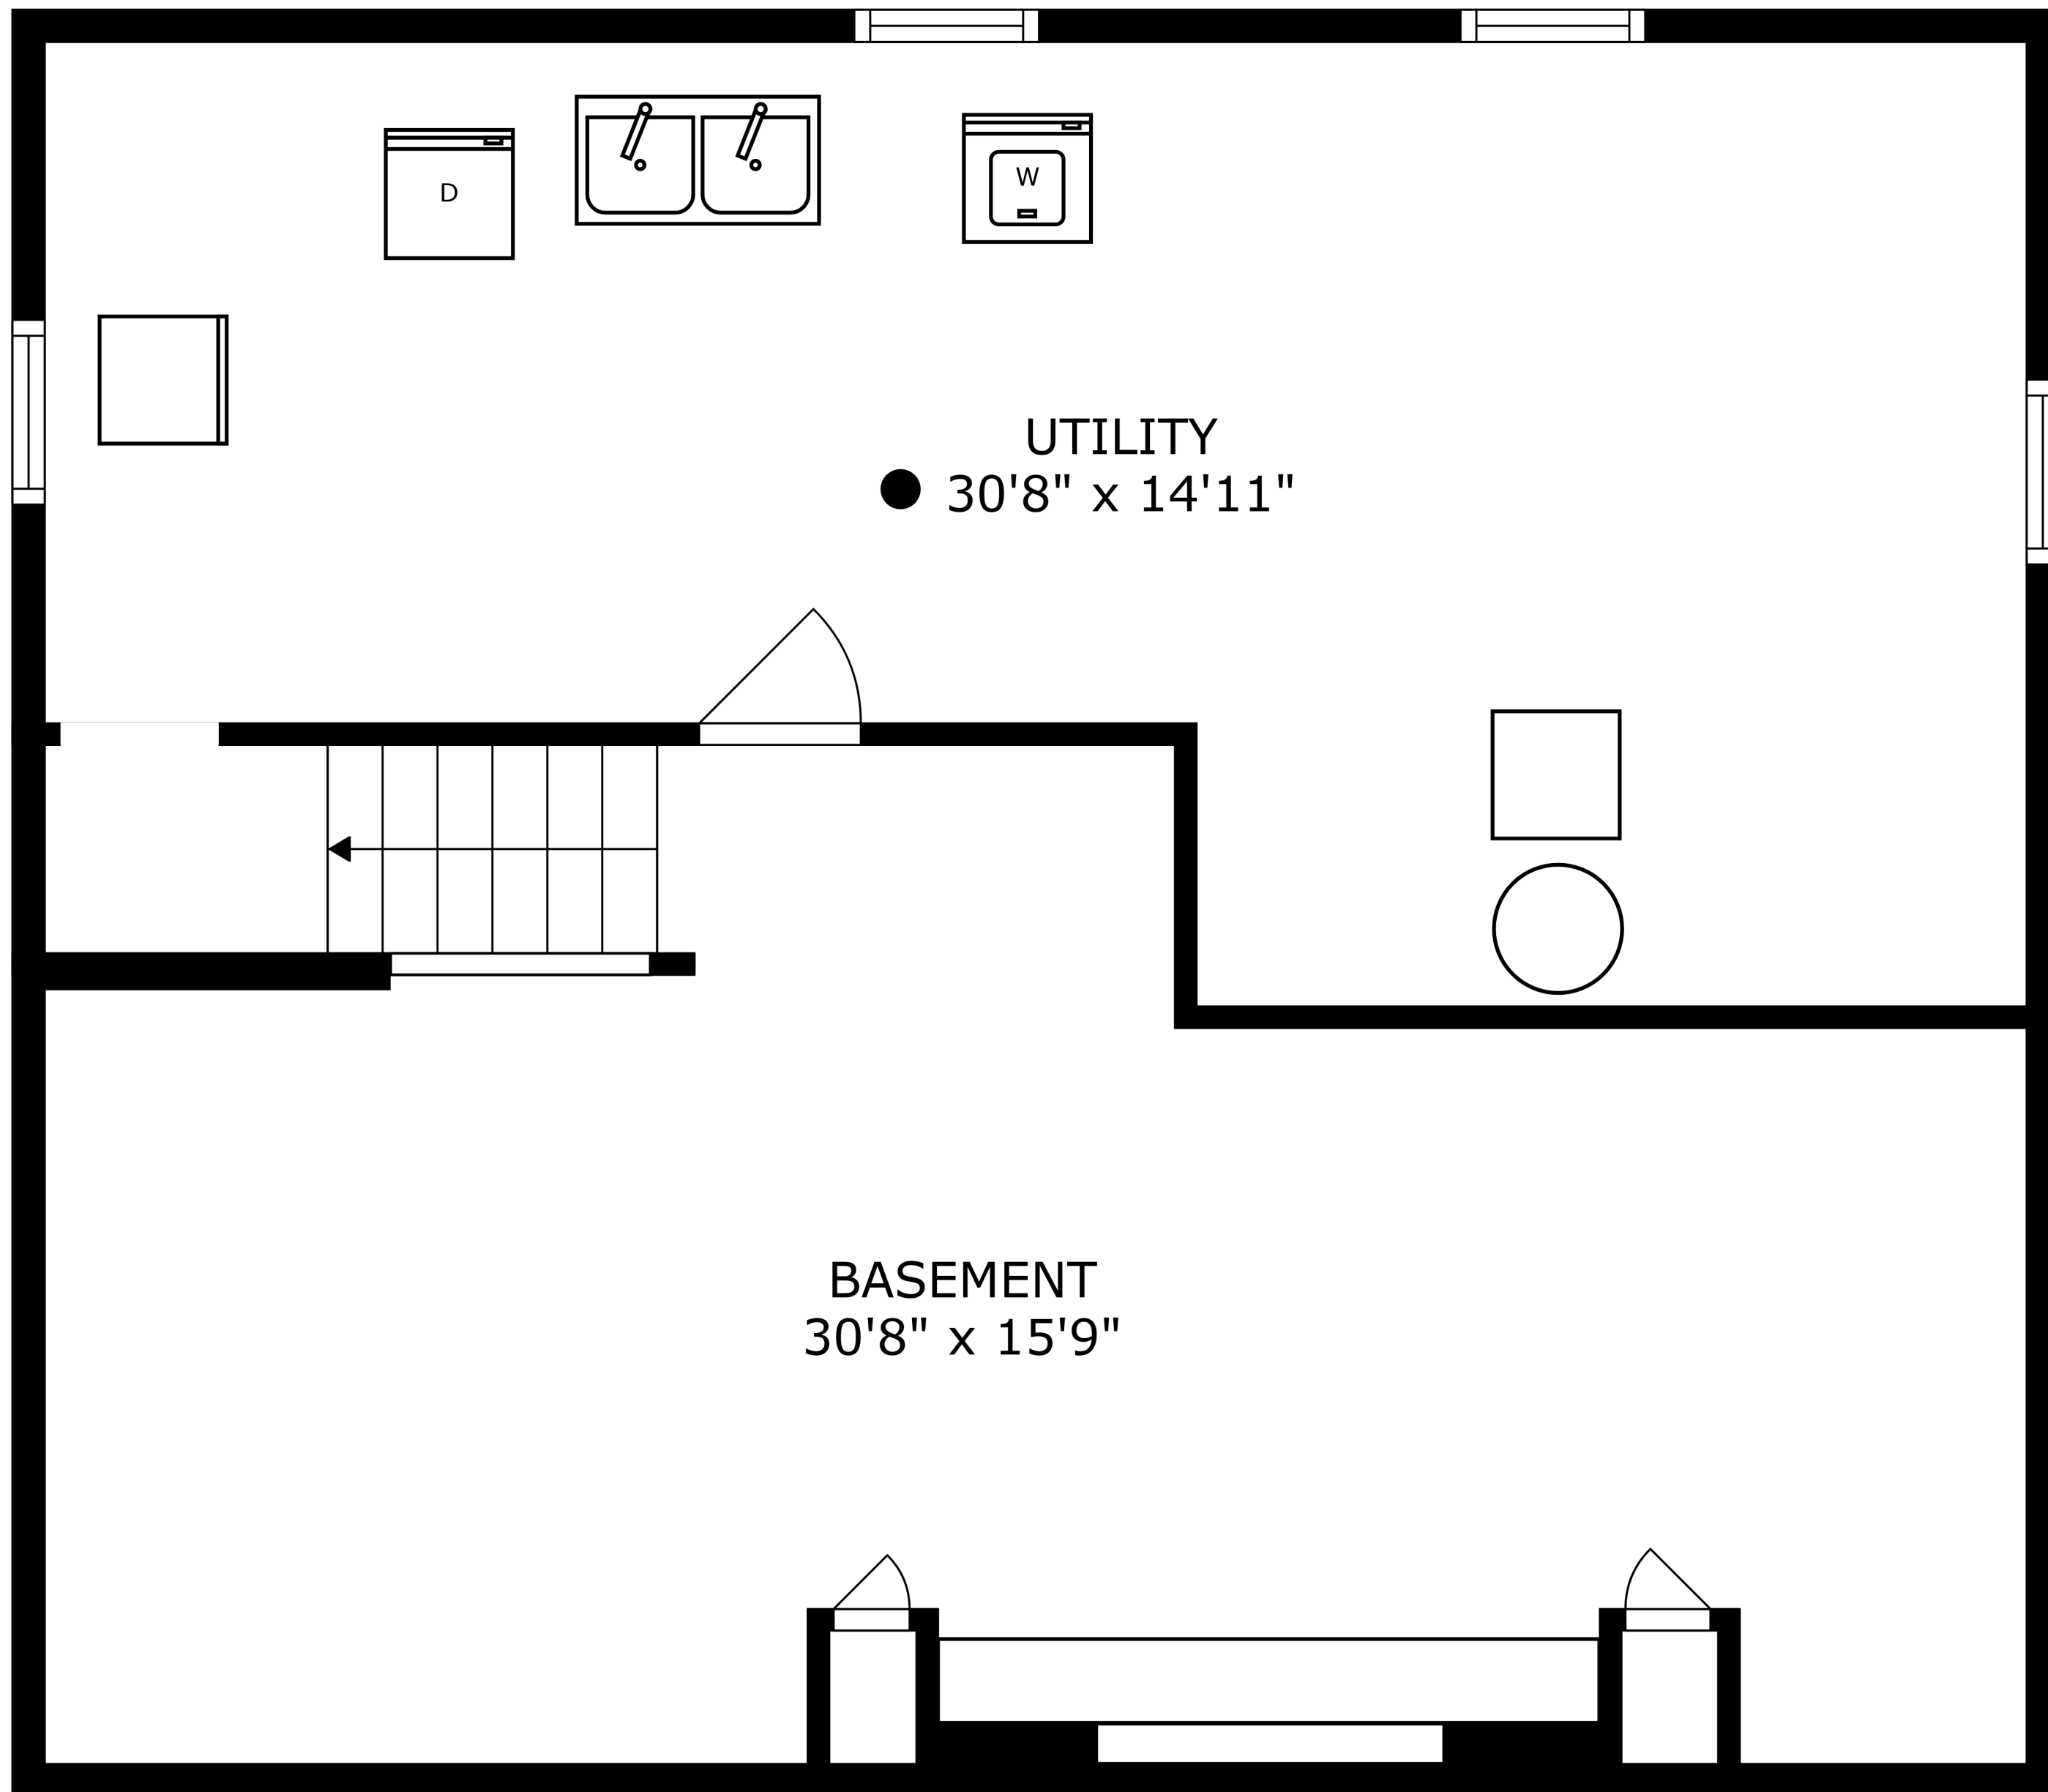 D
W
UTILITY
30'8" x 14'11"
BASEMENT
30'8" x 15'9"